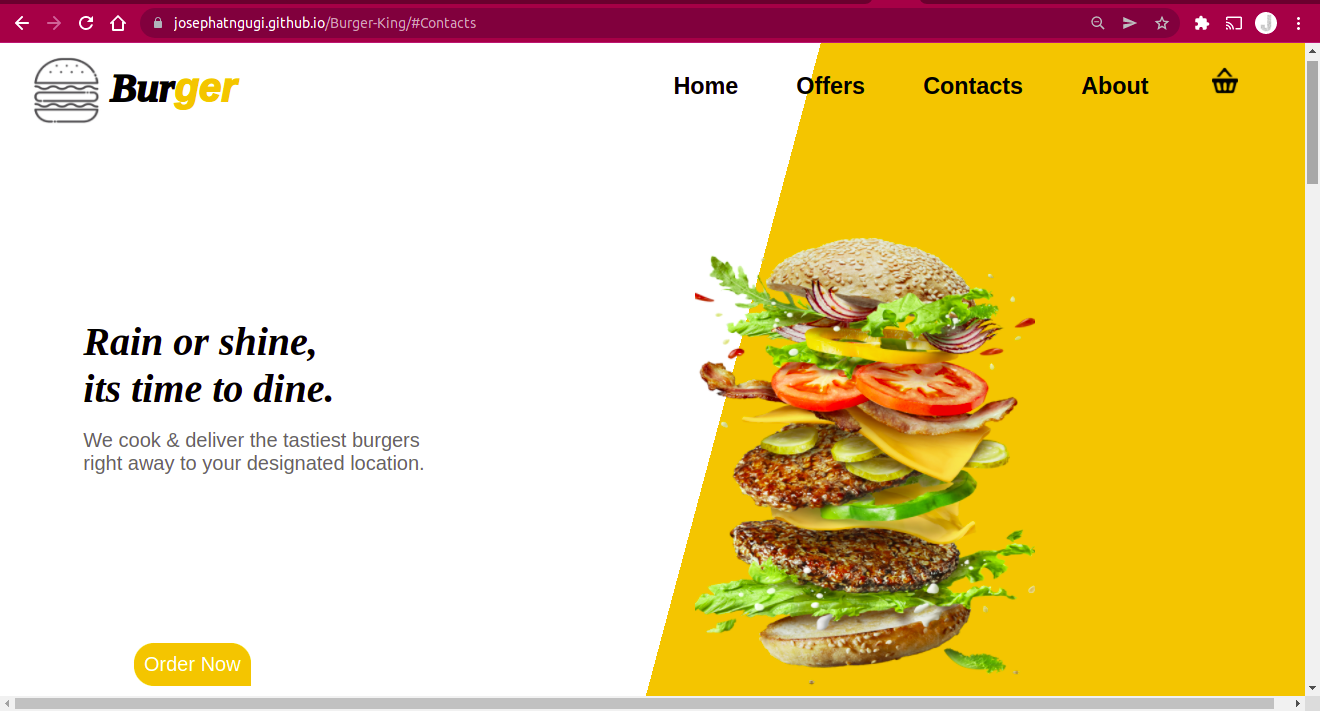 josephatngugi.github.io/Burger-King/#Contacts
J
Burger
Home Offers Contacts About
Rain or shine,
its time to dine.
We cook & deliver the tastiest burgers
right away to your designated location.
Order Now